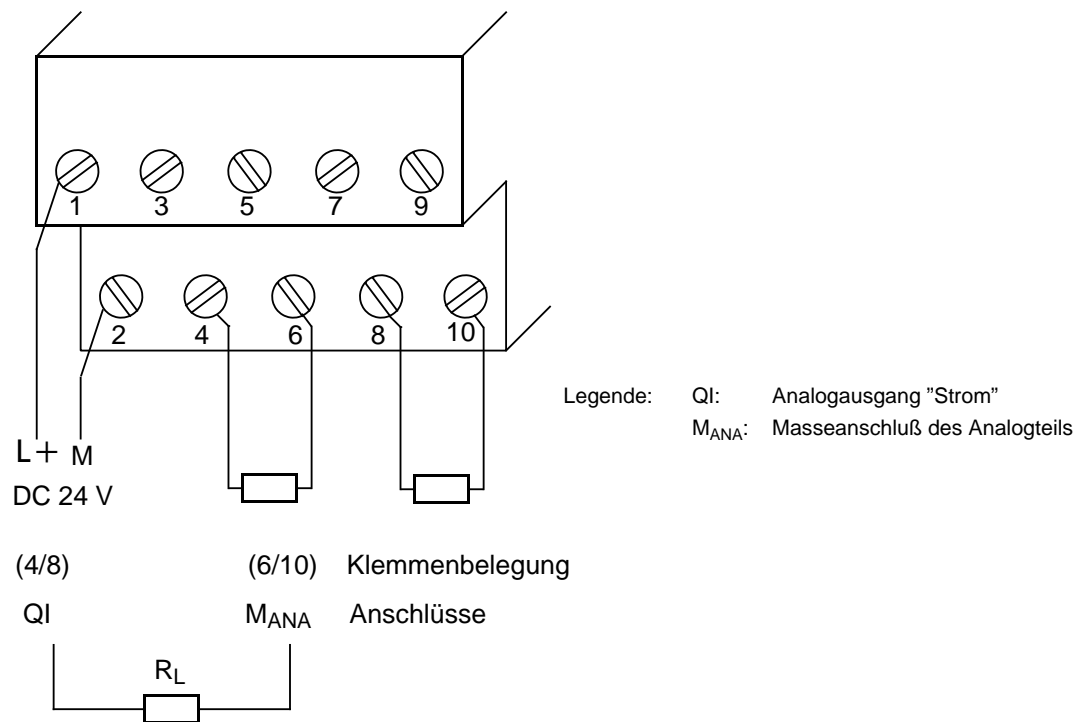 1 3 5 7 9
2 4 6 8 10
Legende: QI: Analogausgang ”Strom”
MANA: Masseanschluß des Analogteils
L+ M
DC 24 V
(4/8) (6/10) Klemmenbelegung
QI MANA Anschlüsse
RL